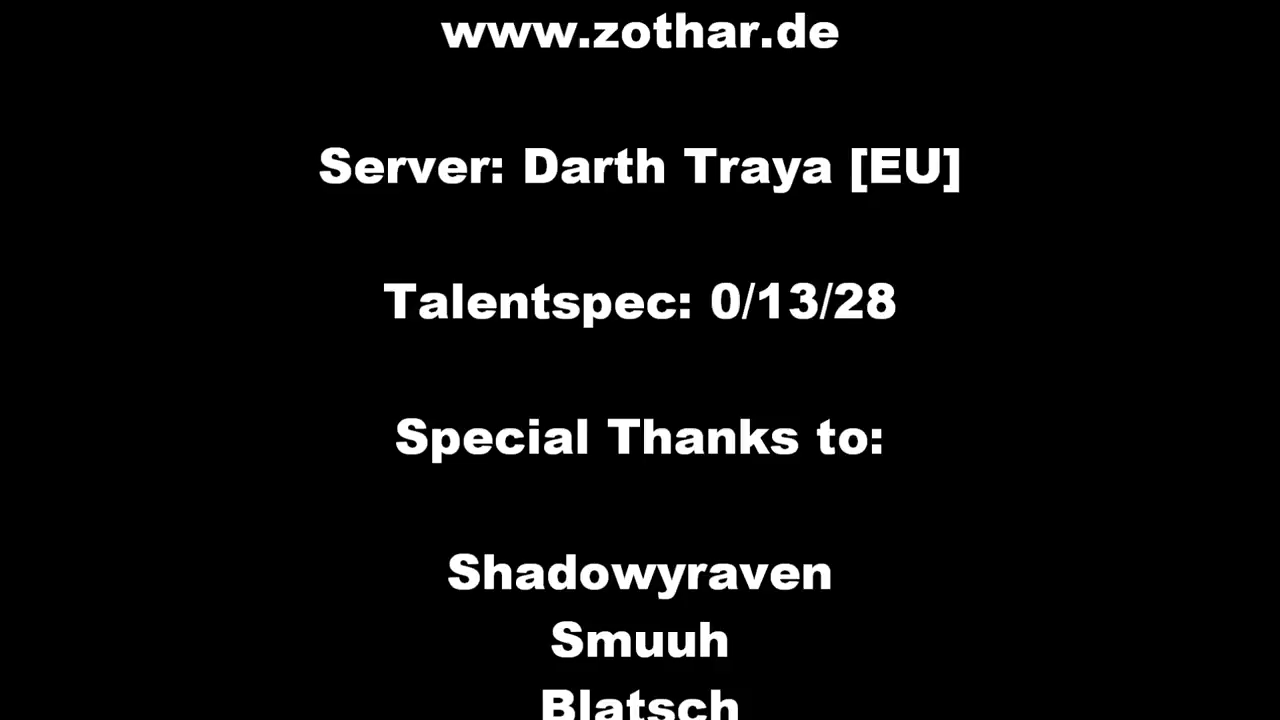 www.zothar.de
Server: Darth Traya [EU]
Talentspec: 0/13/28
Special Thanks to:
Shadowyraven
Smuuh
Blatsch